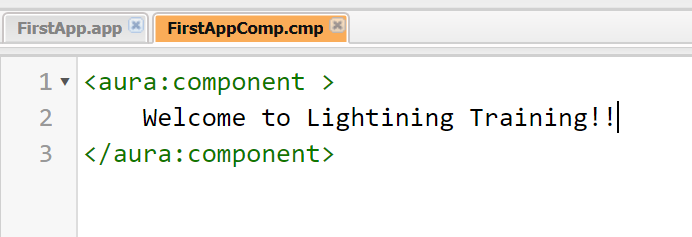 FirstApp.app FirstAppComp.cmp
1 <aura:component >
2 Welcome to Lightining Training!!
3 </aura:component>